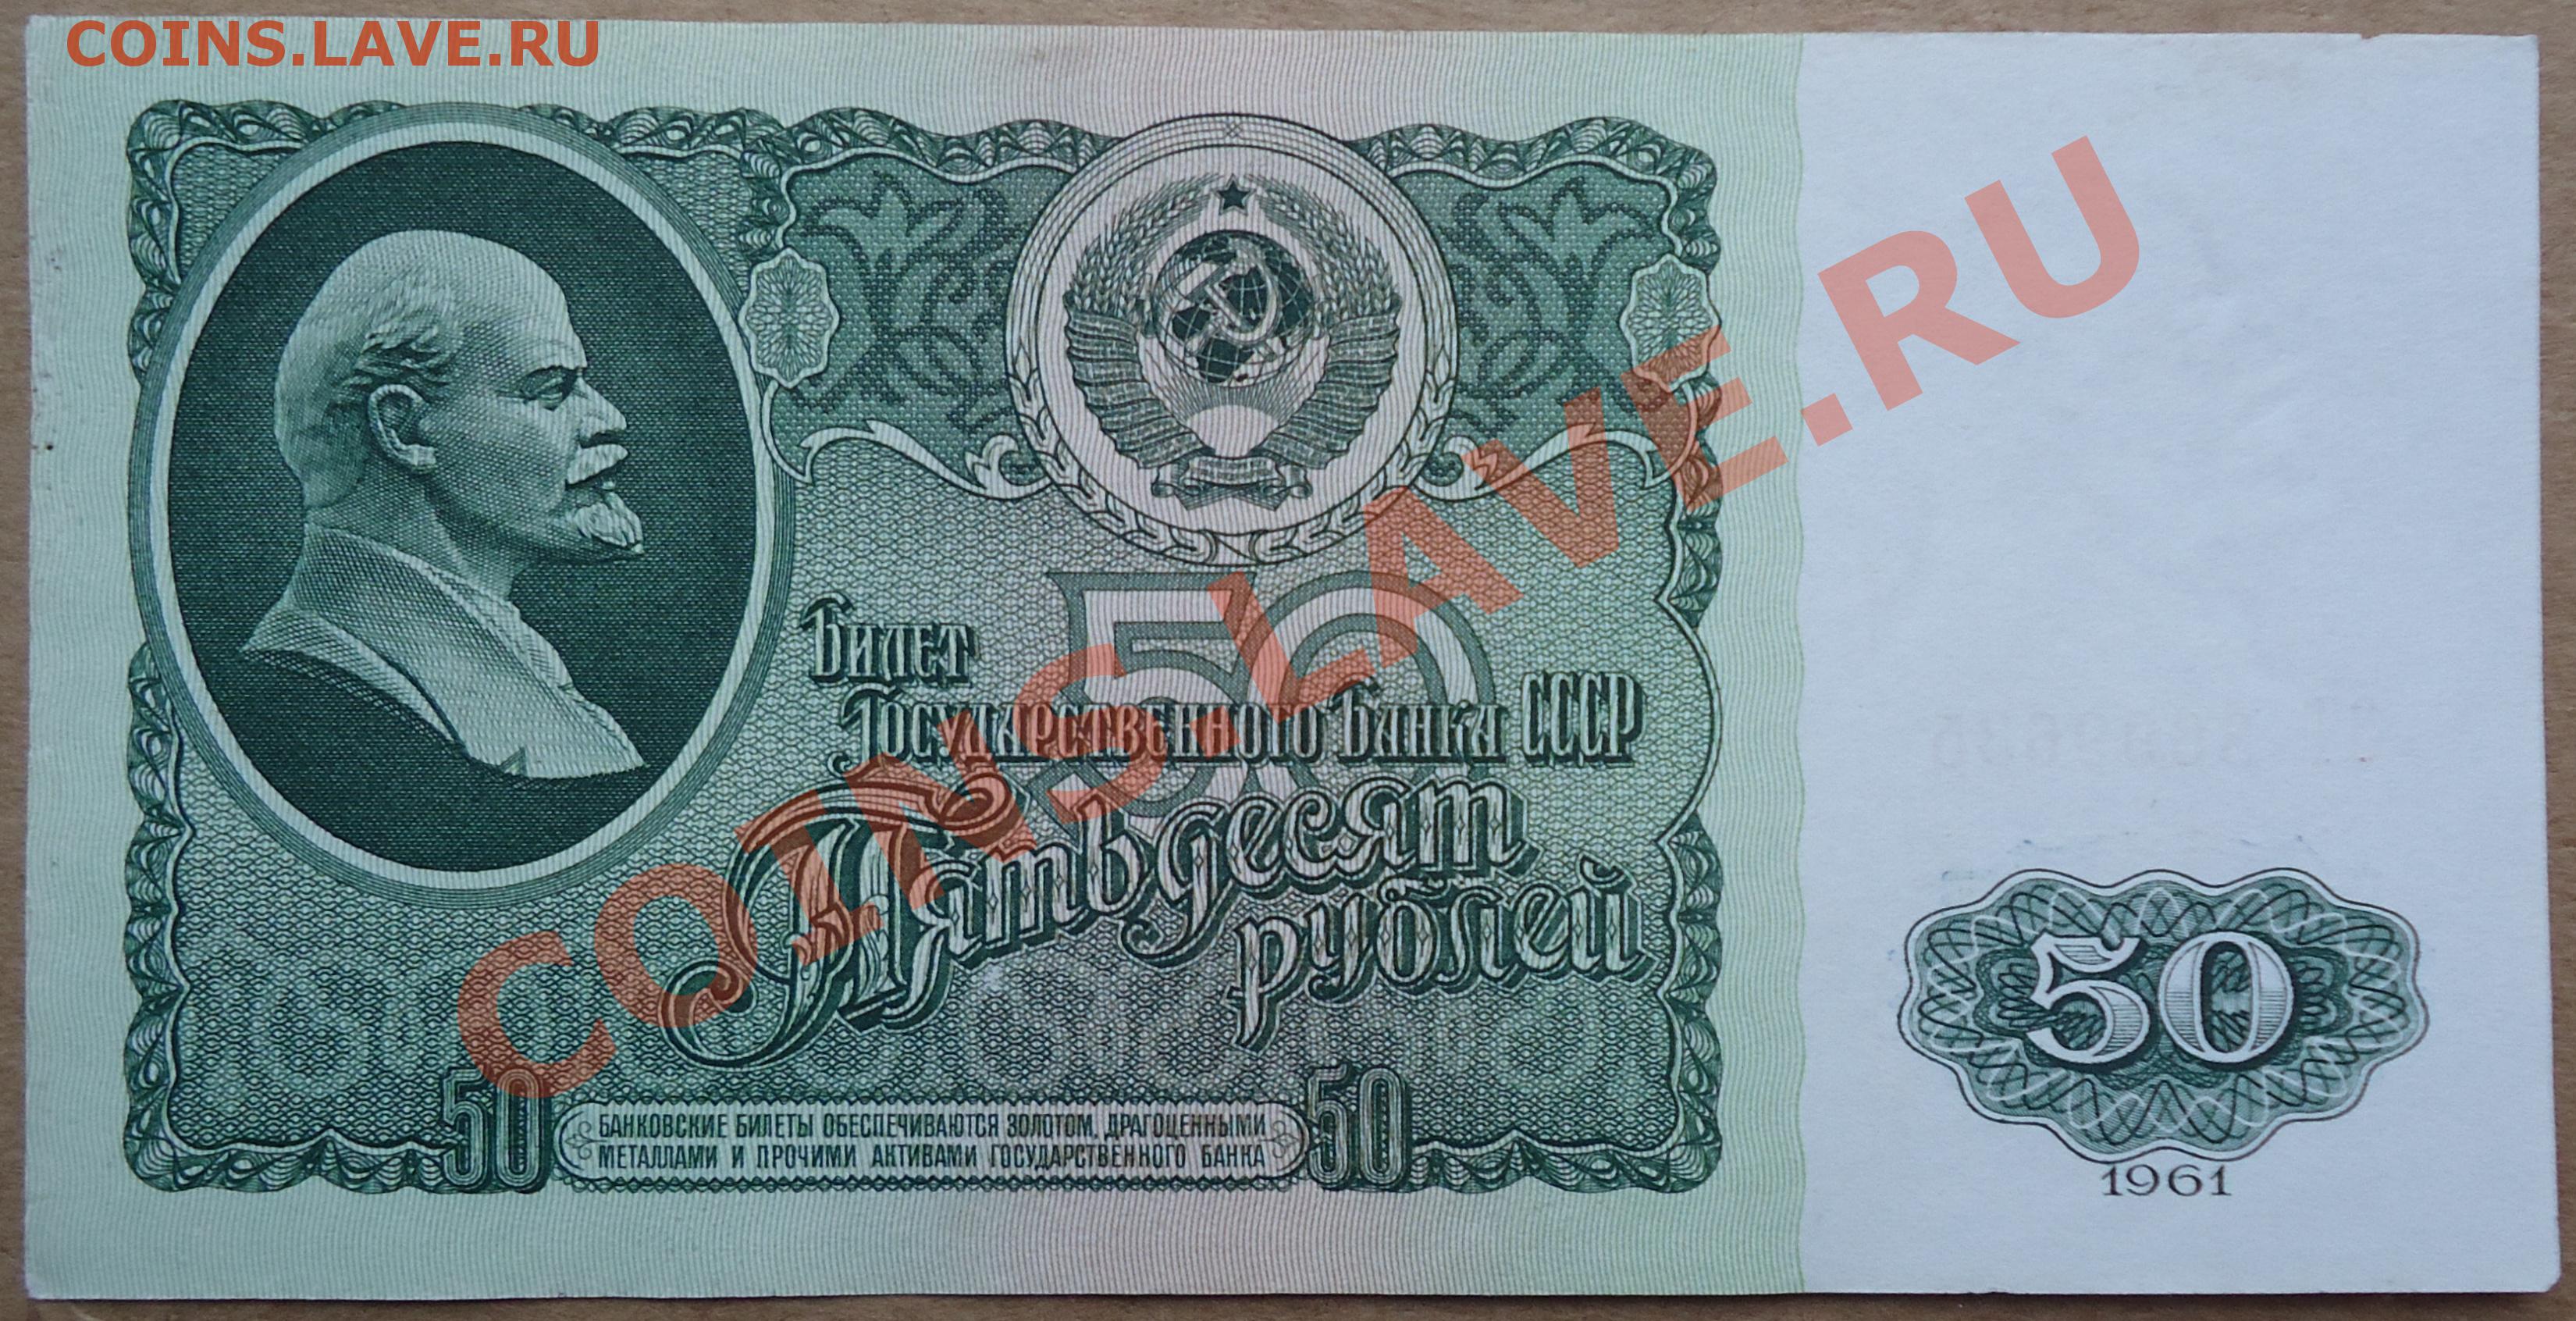 COINS.LAVE.RU
COINS.LAVE.RU
50
Билет
Государственного Банка СССР
Пятьдесят
рублей
50
50 50
БАНКОВСКИЕ БИЛЕТЫ ОБЕСПЕЧИВАЮТСЯ ЗОЛОТОМ, ДРАГОЦЕННЫМИ
МЕТАЛЛАМИ И ПРОЧИМИ АКТИВАМИ ГОСУДАРСТВЕННОГО БАНКА
1961